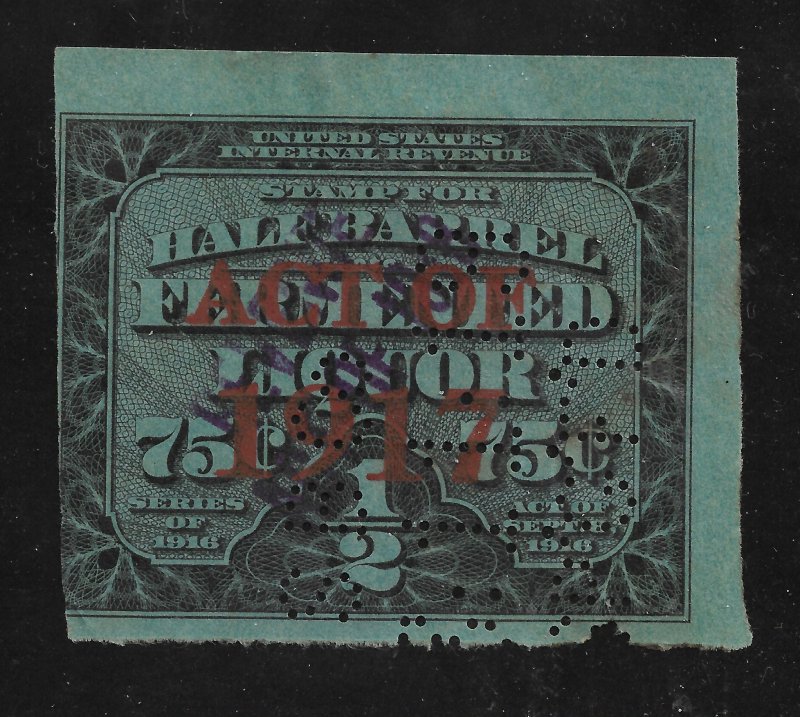 UNITED STATES
INTERNAL REVENUE
STAMP FOR
HALF BARREL
FERMENTED
LIQUOR
ACT OF
1917
75¢ 75¢
1/2
SERIES
OF
1916
ACT OF
SEPT. 8,
1916